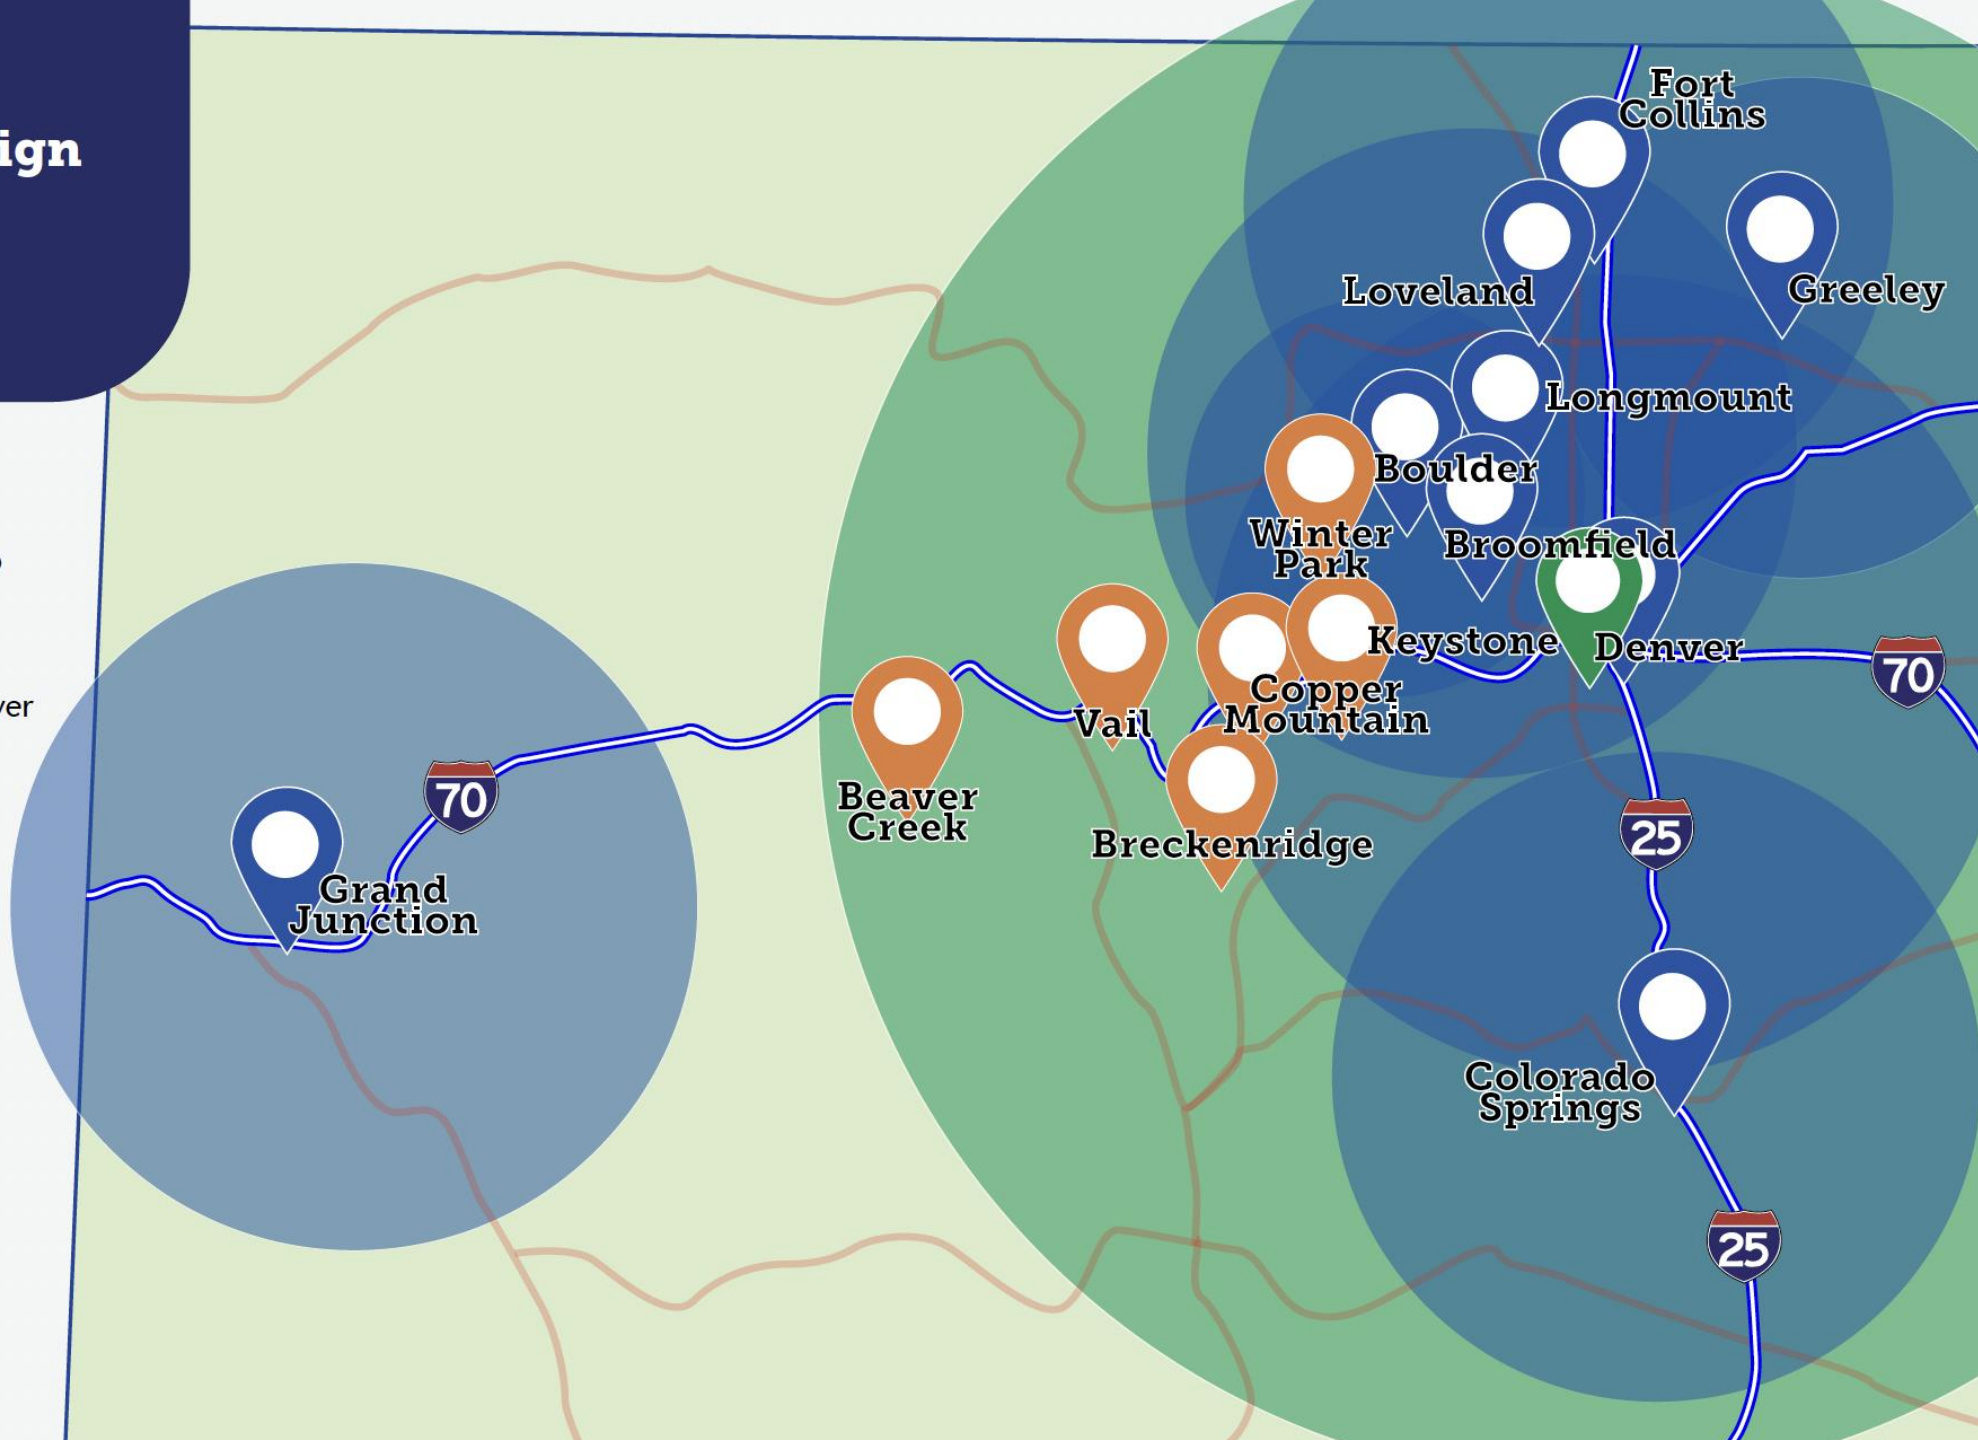 ign
Fort
Collins
Loveland
Greeley
Longmount
Boulder
Winter
Park
Broomfield
Keystone
Denver
70
ver
Vail
Copper
Mountain
Beaver
Creek
70
Breckenridge
25
Grand
Junction
Colorado
Springs
25